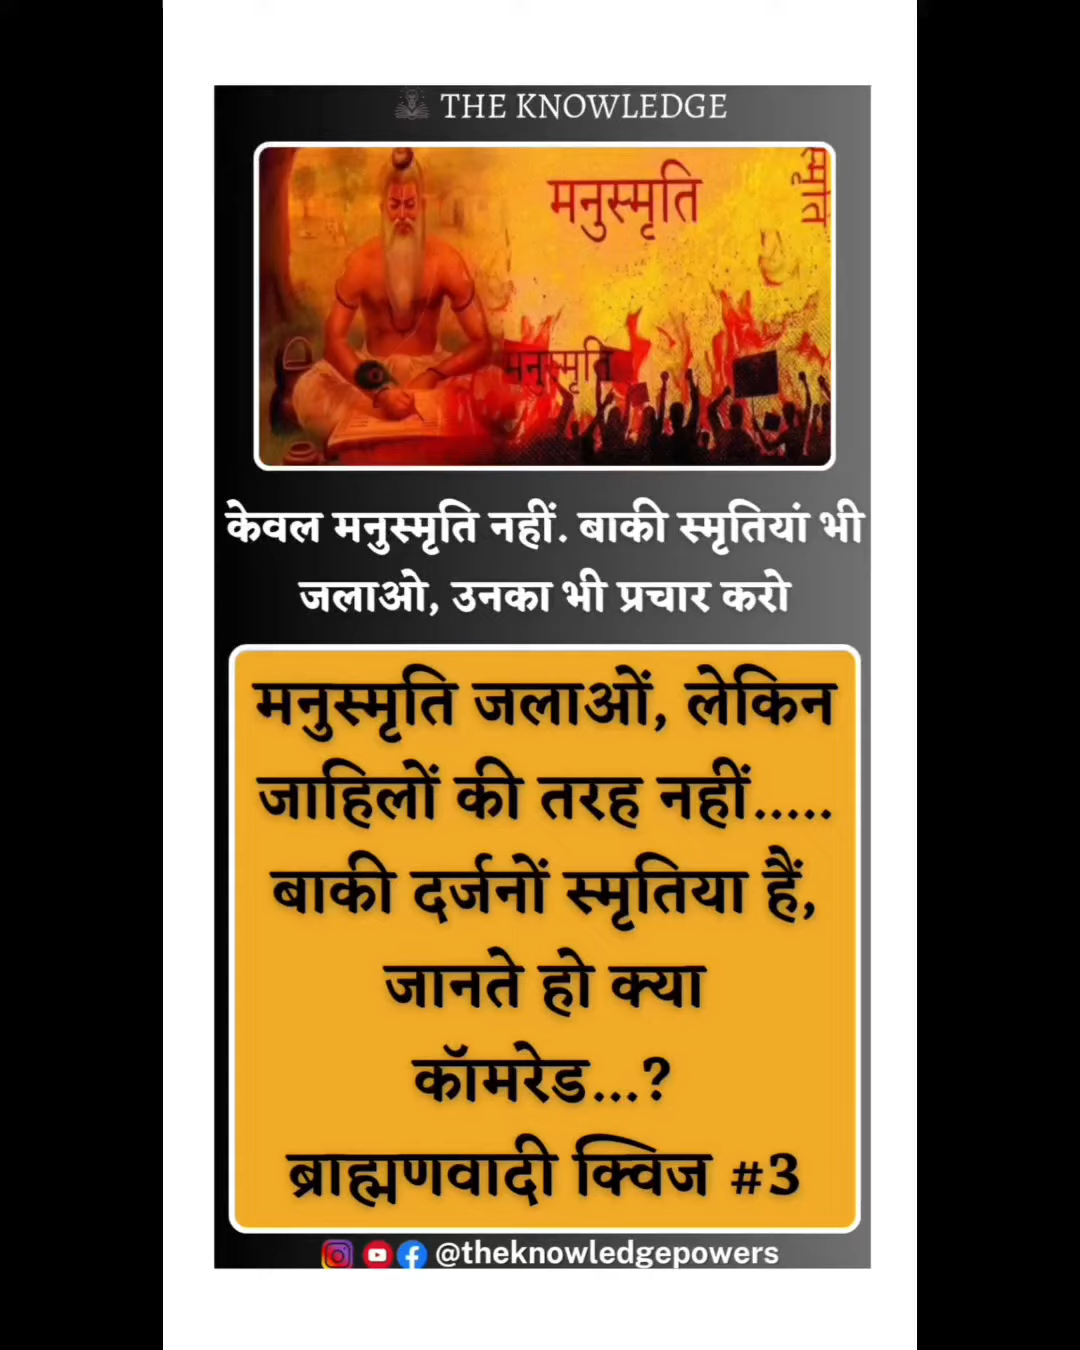 THE KNOWLEDGE
मनुस्मृति
स्मृति
मनुस्मृति
केवल मनुस्मृति नहीं. बाकी स्मृतियां भी
जलाओ, उनका भी प्रचार करो
मनुस्मृति जलाओं, लेकिन
जाहिलों की तरह नहीं.....
बाकी दर्जनों स्मृतिया हैं,
जानते हो क्या
कॉमरेड...?
ब्राह्मणवादी क्विज #3
@theknowledgepowers